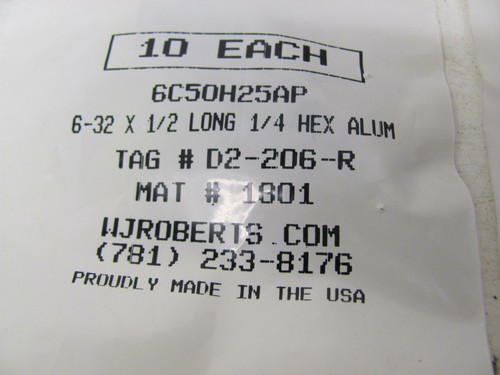 10 EACH
6C50H25AP
6-32 X 1/2 LONG 1/4 HEX ALUM
TAG # D2-206-R
MAT # 1801
WJROBERTS.COM
(781) 233-8176
PROUDLY MADE IN THE USA